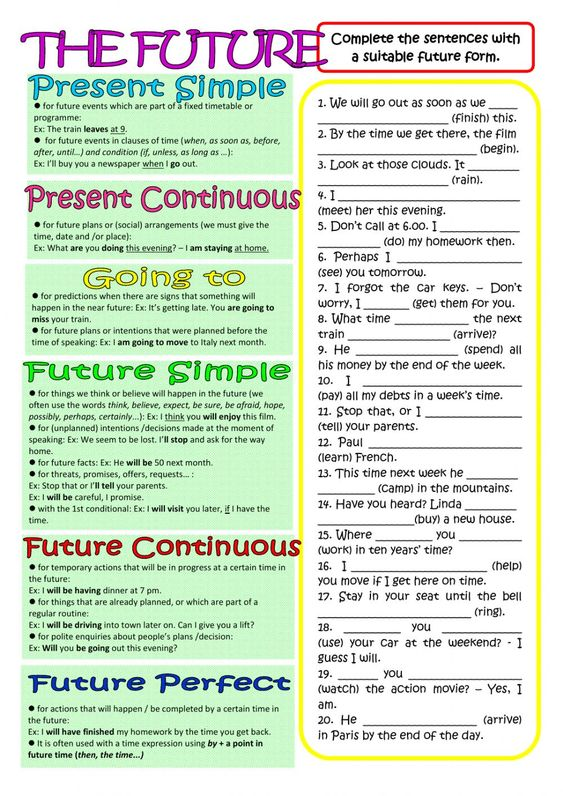 THE FUTURE
Complete the sentences with
a suitable future form.
Present Simple
● for future events which are part of a fixed timetable or
programme:
Ex: The train leaves at 9.
● for future events in clauses of time (when, as soon as, before,
after, until…) and condition (if, unless, as long as …):
Ex: I'll buy you a newspaper when I go out.
Present Continuous
● for future plans or (social) arrangements (we must give the
time, date and /or place):
Ex: What are you doing this evening? – I am staying at home.
Going to
● for predictions when there are signs that something will
happen in the near future: Ex: It's getting late. You are going to
miss your train.
● for future plans or intentions that were planned before the
time of speaking: Ex: I am going to move to Italy next month.
Future Simple
● for things we think or believe will happen in the future (we
often use the words think, believe, expect, be sure, be afraid, hope,
possibly, perhaps, certainly...): Ex: I think you will enjoy this film.
● for (unplanned) intentions /decisions made at the moment of
speaking: Ex: We seem to be lost. I'll stop and ask for the way
home.
● for future facts: Ex: He will be 50 next month.
● for threats, promises, offers, requests… :
Ex: Stop that or I'll tell your parents.
Ex: I will be careful, I promise.
● with the 1st conditional: Ex: I will visit you later, if I have the
time.
Future Continuous
● for temporary actions that will be in progress at a certain time in
the future:
Ex: I will be having dinner at 7 pm.
● for things that are already planned, or which are part of a
regular routine:
Ex: I will be driving into town later on. Can I give you a lift?
● for polite enquiries about people's plans /decision:
Ex: Will you be going out this evening?
Future Perfect
● for actions that will happen / be completed by a certain time in
the future:
Ex: I will have finished my homework by the time you get back.
● It is often used with a time expression using by + a point in
future time (then, the time...)
1. We will go out as soon as we _____
____________________ (finish) this.
2. By the time we get there, the film
________________________ (begin).
3. Look at those clouds. It _________
____________________ (rain).
4. I ____________________________
(meet) her this evening.
5. Don't call at 6.00. I _____________
__________ (do) my homework then.
6. Perhaps I ____________________
(see) you tomorrow.
7. I forgot the car keys. – Don't
worry, I _______ (get) them for you.
8. What time ___________ the next
train ________________ (arrive)?
9. He ______________ (spend) all
his money by the end of the week.
10. I ________________________
(pay) all my debts in a week's time.
11. Stop that, or I ________________
(tell) your parents.
12. Paul ________________________
(learn) French.
13. This time next week he _________
__________ (camp) in the mountains.
14. Have you heard? Linda _________
________________(buy) a new house.
15. Where _________ you __________
(work) in ten years' time?
16. I ______________________ (help)
you move if I get here on time.
17. Stay in your seat until the bell
________________________ (ring).
18. _________ you ______________
(use) your car at the weekend? - I
guess I will.
19. ______ you _________________
(watch) the action movie? – Yes, I
am.
20. He __________________ (arrive)
in Paris by the end of the day.